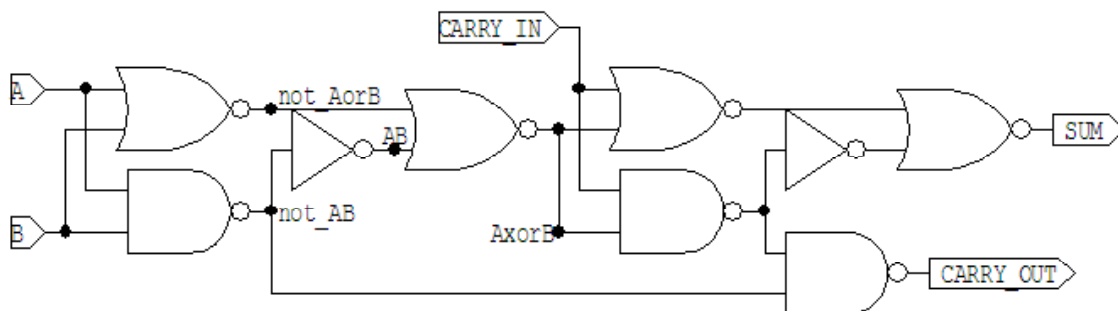 CARRY_IN
A
not_AorB
AB
SUM
B
not_AB
AxorB
CARRY_OUT